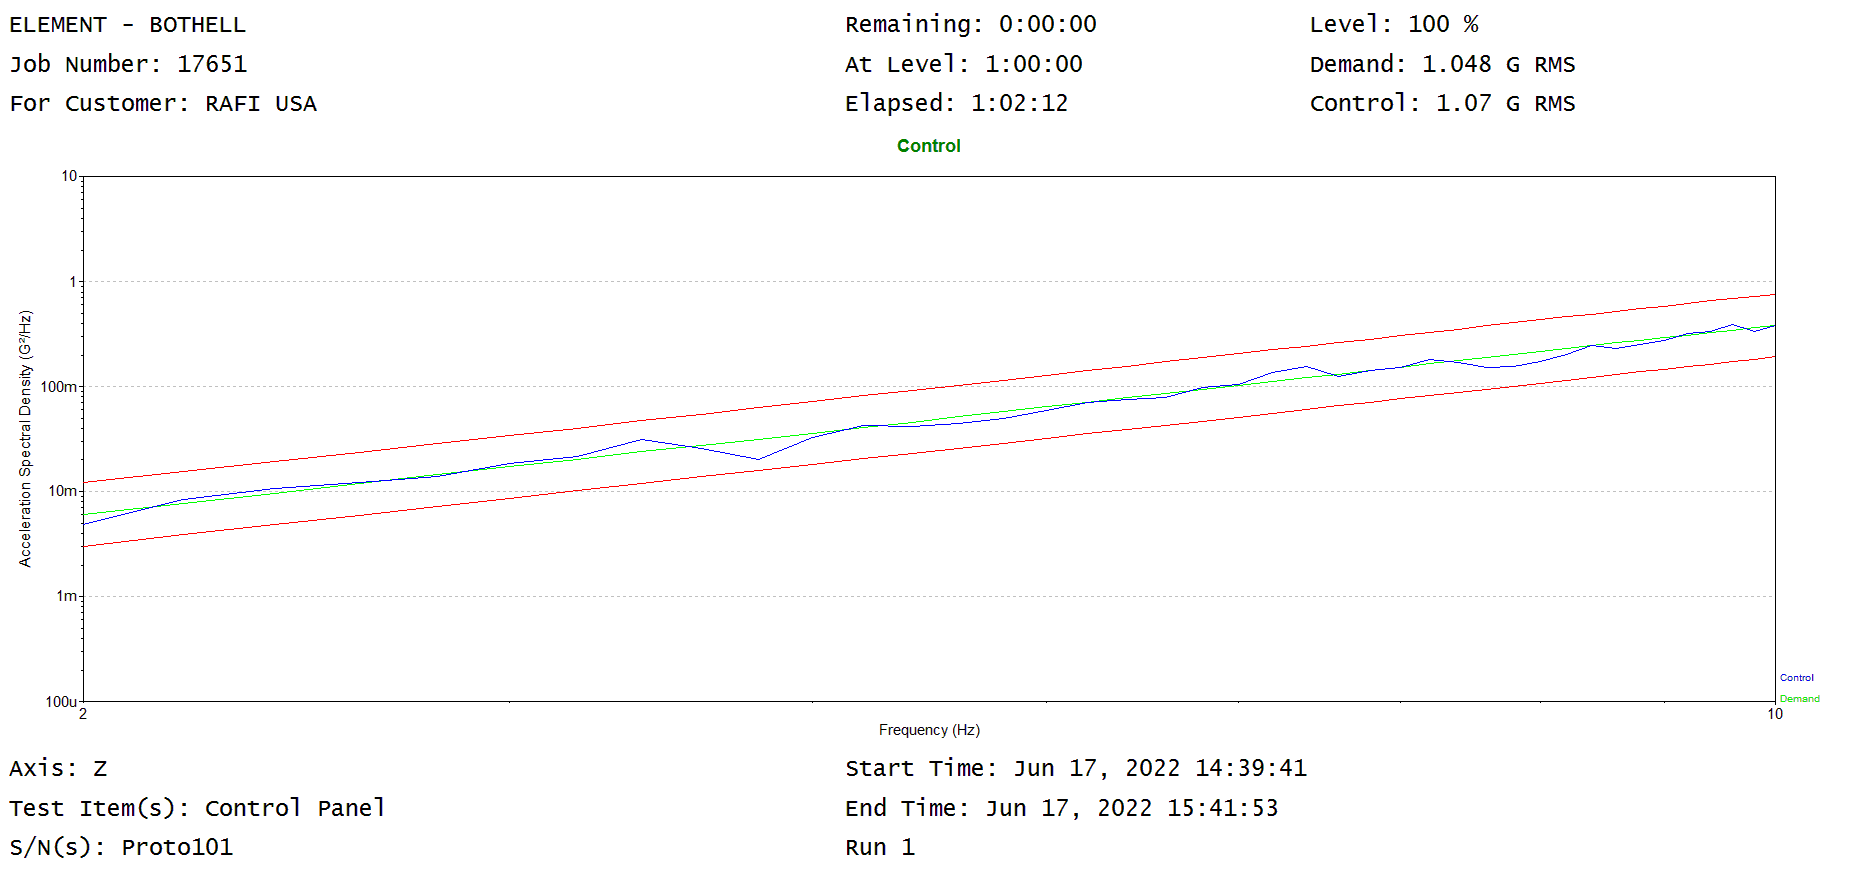 ELEMENT - BOTHELL
Job Number: 17651
For Customer: RAFI USA
Remaining: 0:00:00
At Level: 1:00:00
Elapsed: 1:02:12
Level: 100 %
Demand: 1.048 G RMS
Control: 1.07 G RMS
Control
Acceleration Spectral Density (G²/Hz)
10
1
100m
10m
1m
100u
2
10
Frequency (Hz)
Control
Demand
Axis: Z
Test Item(s): Control Panel
S/N(s): Proto101
Start Time: Jun 17, 2022 14:39:41
End Time: Jun 17, 2022 15:41:53
Run 1